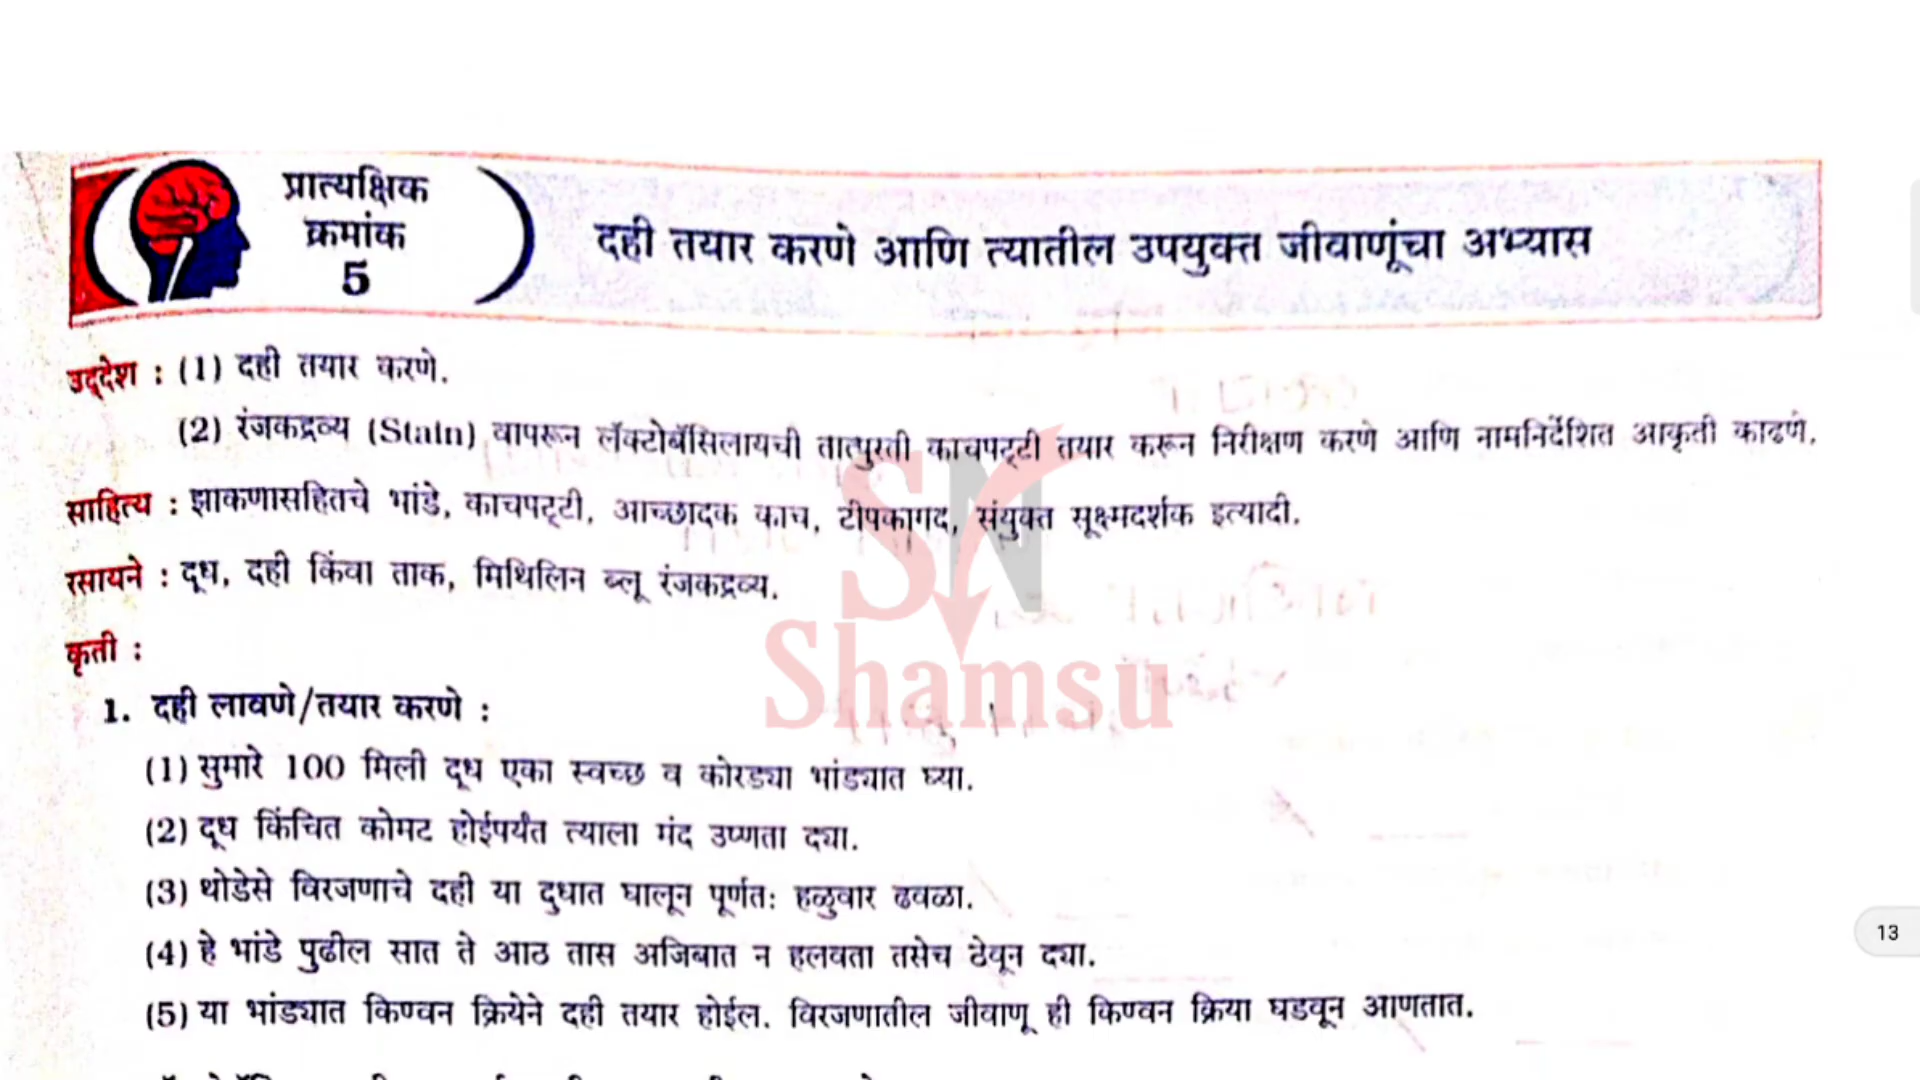 प्रात्यक्षिक
क्रमांक
5
दही तयार करणे आणि त्यातील उपयुक्त जीवाणूंचा अभ्यास
उद्देश : (1) दही तयार करणे.
(2) रंजकद्रव्य (Stain) वापरून लॅक्टोबॅसिलायची तात्पुरती काचपट्टी तयार करून निरीक्षण करणे आणि नामनिर्देशित आकृती काढणे.
साहित्य : झाकणासहितचे भांडे, काचपट्टी, आच्छादक काच, टीपकागद, संयुक्त सूक्ष्मदर्शक इत्यादी.
रसायने : दूध, दही किंवा ताक, मिथिलिन ब्लू रंजकद्रव्य.
कृती :
1. दही लावणे/तयार करणे :
(1) सुमारे 100 मिली दूध एका स्वच्छ व कोरड्या भांड्यात घ्या.
(2) दूध किंचित कोमट होईपर्यंत त्याला मंद उष्णता द्या.
(3) थोडेसे विरजणाचे दही या दुधात घालून पूर्णतः हळुवार ढवळा.
(4) हे भांडे पुढील सात ते आठ तास अजिबात न हलवता तसेच ठेवून द्या.
(5) या भांड्यात किण्वन क्रियेने दही तयार होईल. विरजणातील जीवाणू ही किण्वन क्रिया घडवून आणतात.
SN
Shamsu
13